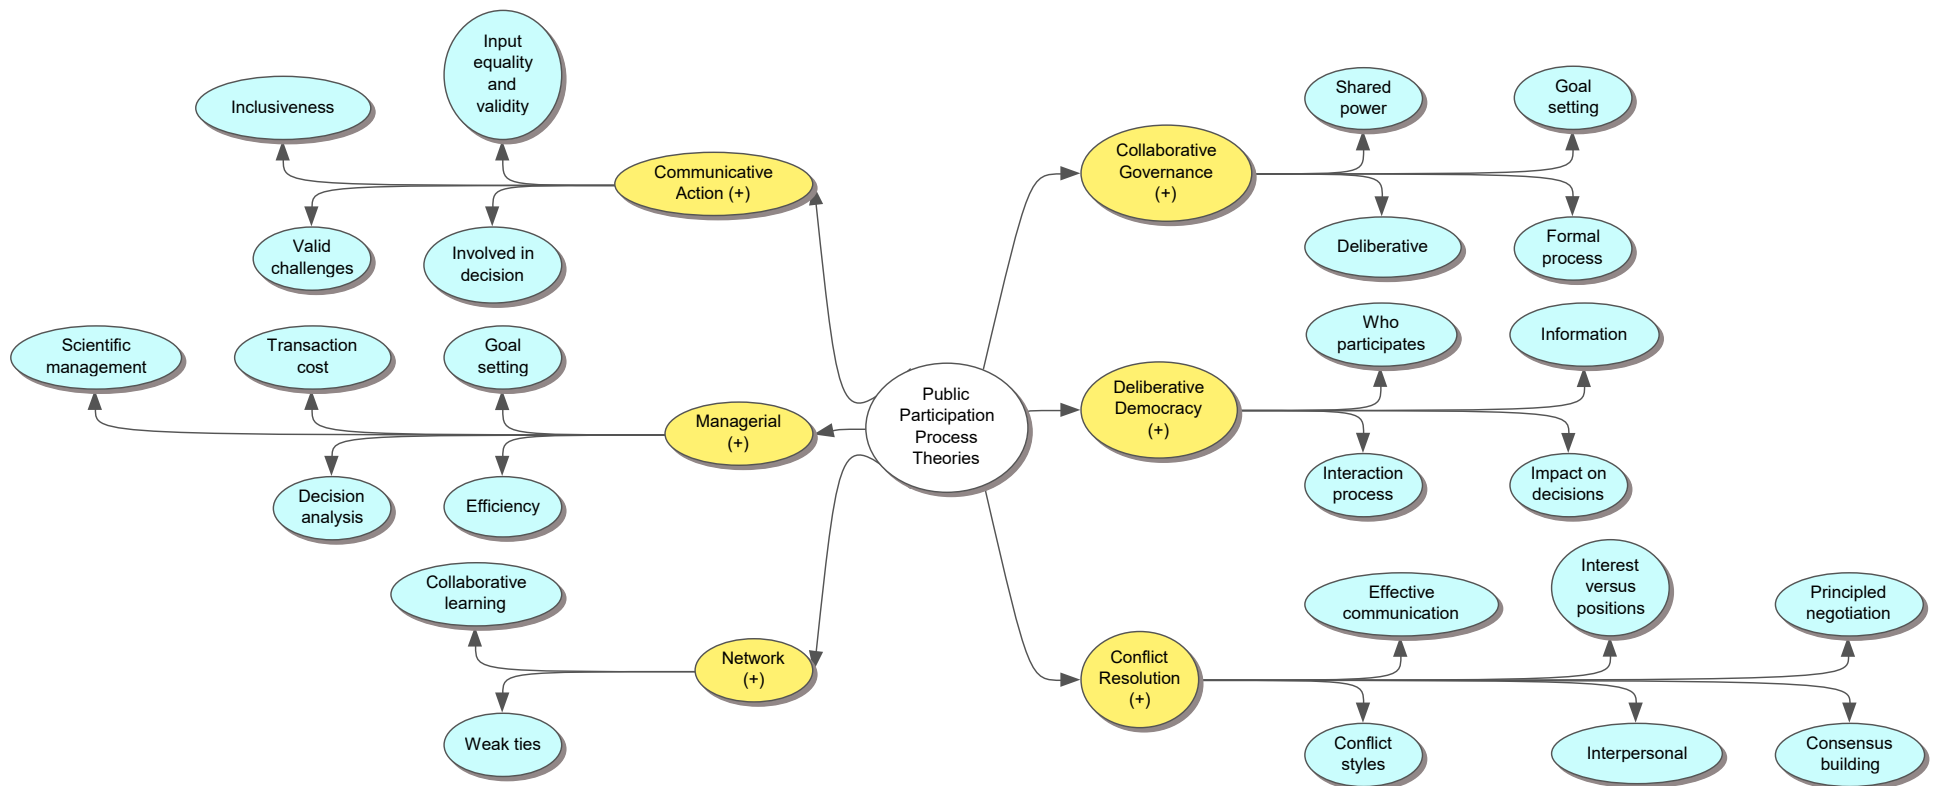 Input
equality
and
validity
Inclusiveness
Communicative
Action (+)
Valid
challenges
Involved in
decision
Scientific
management
Transaction
cost
Goal
setting
Managerial
(+)
Decision
analysis
Efficiency
Collaborative
learning
Network
(+)
Weak ties
Public
Participation
Process
Theories
Shared
power
Goal
setting
Collaborative
Governance
(+)
Deliberative
Formal
process
Who
participates
Information
Deliberative
Democracy
(+)
Interaction
process
Impact on
decisions
Effective
communication
Interest
versus
positions
Principled
negotiation
Conflict
Resolution
(+)
Conflict
styles
Interpersonal
Consensus
building